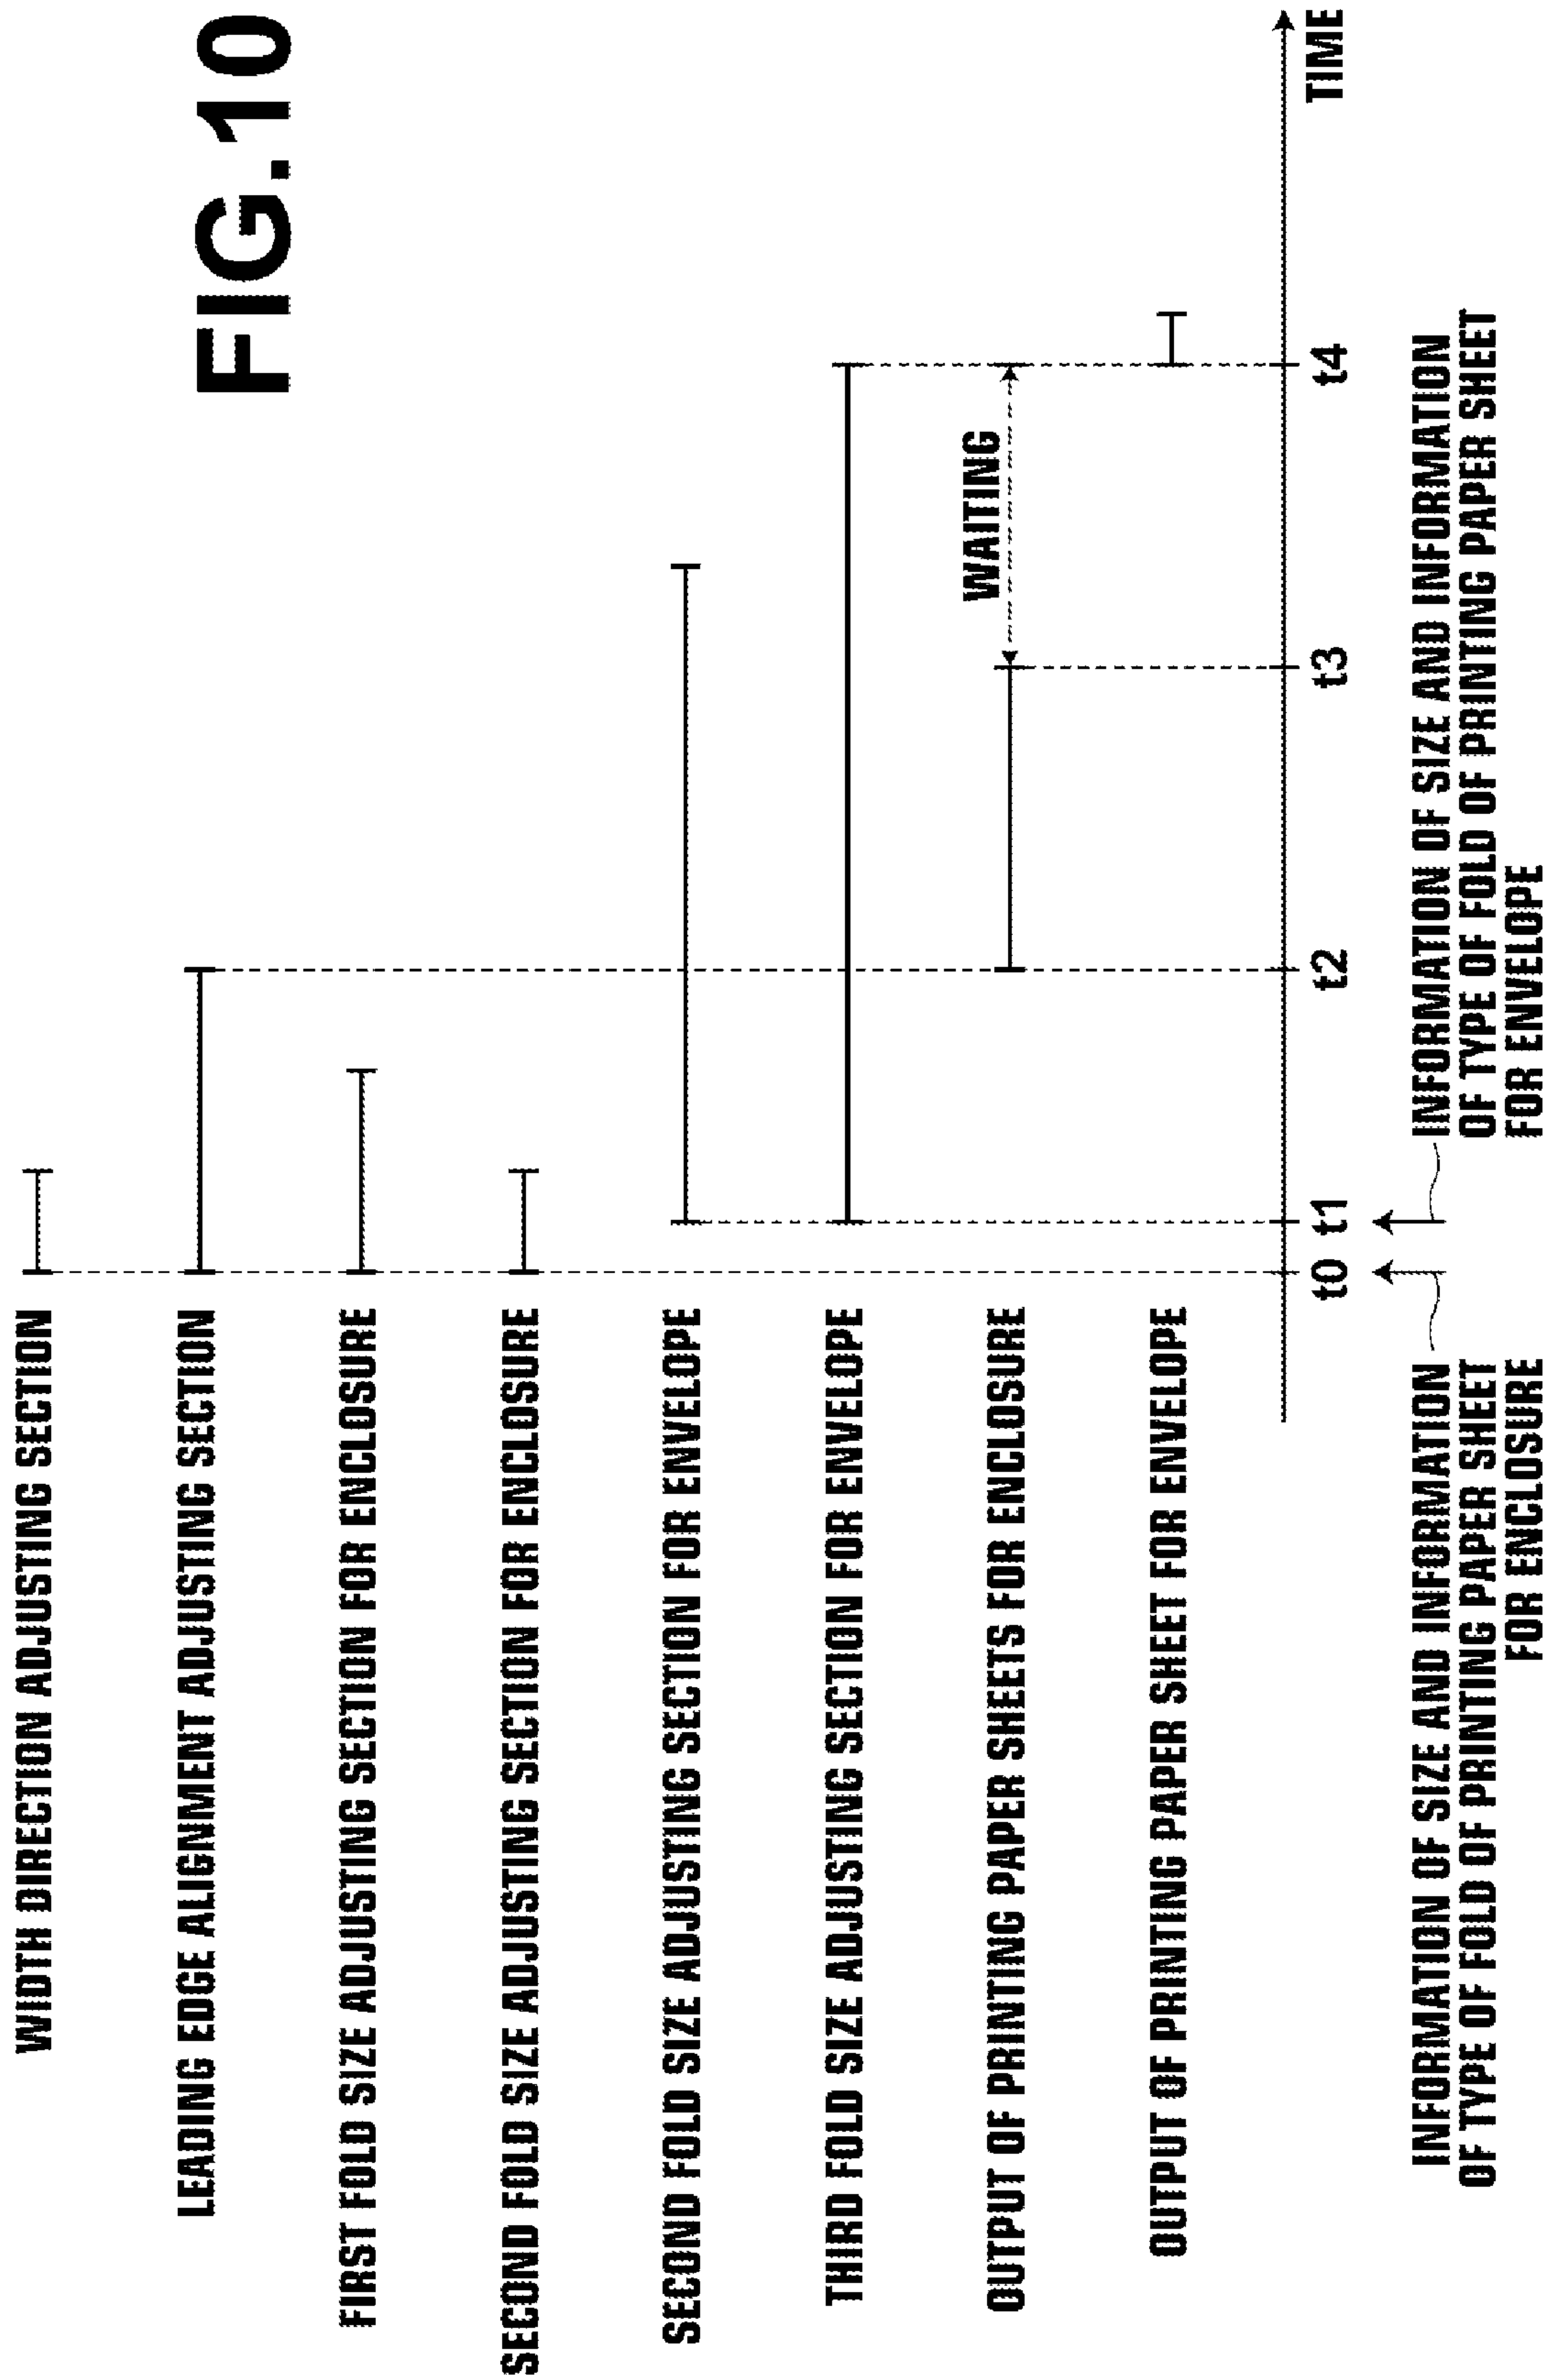 FIG.10
WIDTH DIRECTION ADJUSTING SECTION
LEADING EDGE ALIGNMENT ADJUSTING SECTION
FIRST FOLD SIZE ADJUSTING SECTION FOR ENCLOSURE
SECOND FOLD SIZE ADJUSTING SECTION FOR ENCLOSURE
SECOND FOLD SIZE ADJUSTING SECTION FOR ENVELOPE
THIRD FOLD SIZE ADJUSTING SECTION FOR ENVELOPE
OUTPUT OF PRINTING PAPER SHEETS FOR ENCLOSURE
WAITING
OUTPUT OF PRINTING PAPER SHEET FOR ENVELOPE
t0 t1 t2 t3 t4 TIME
INFORMATION OF SIZE AND INFORMATION
OF TYPE OF FOLD OF PRINTING PAPER SHEET
FOR ENCLOSURE
INFORMATION OF SIZE AND INFORMATION
OF TYPE OF FOLD OF PRINTING PAPER SHEET
FOR ENVELOPE